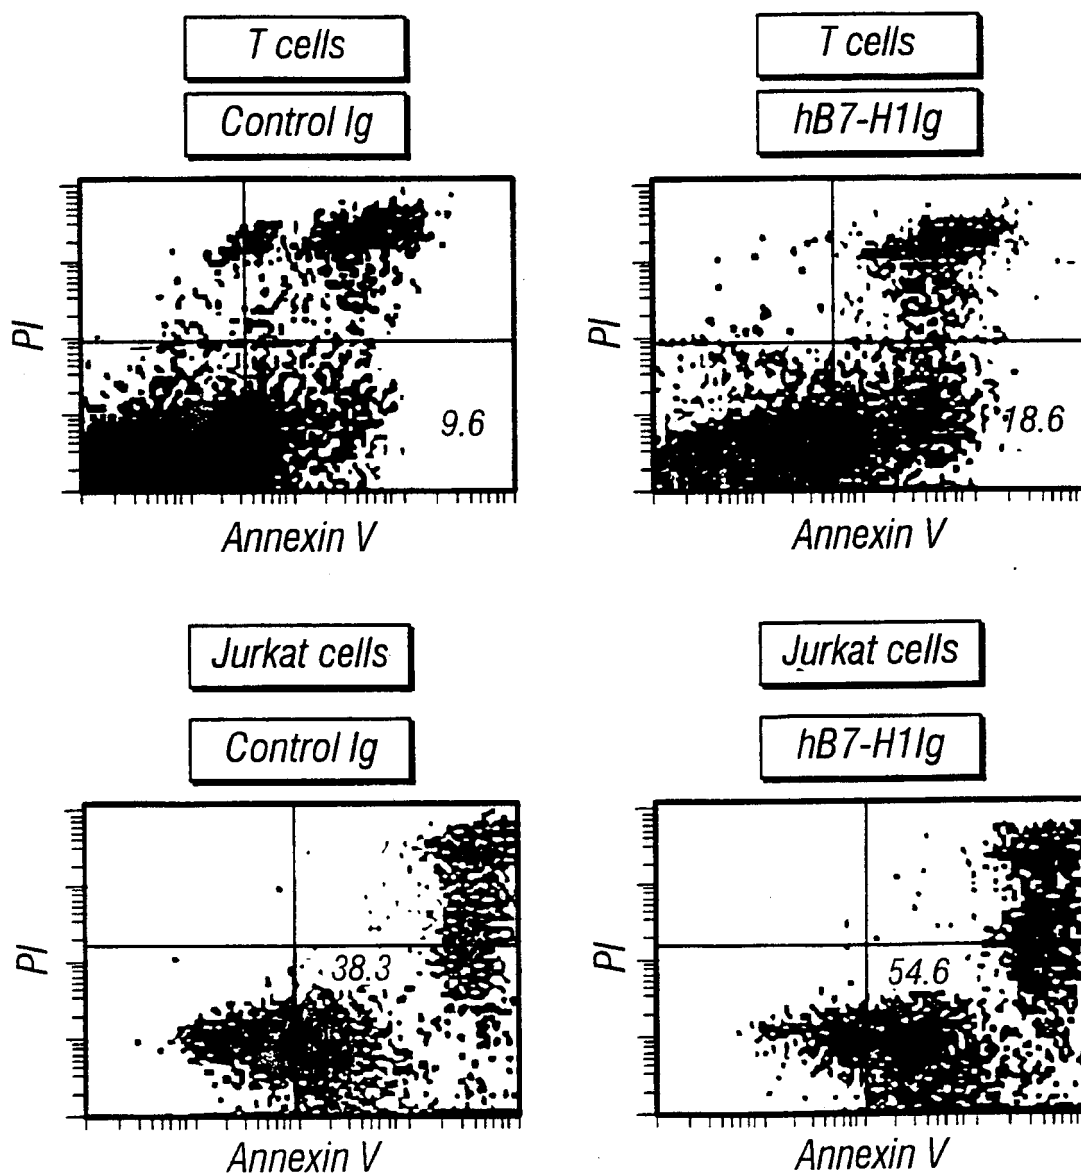 T cells
Control Ig
PI
9.6
Annexin V
T cells
hB7-H1Ig
PI
18.6
Annexin V
Jurkat cells
Control Ig
PI
38.3
Annexin V
Jurkat cells
hB7-H1Ig
PI
54.6
Annexin V